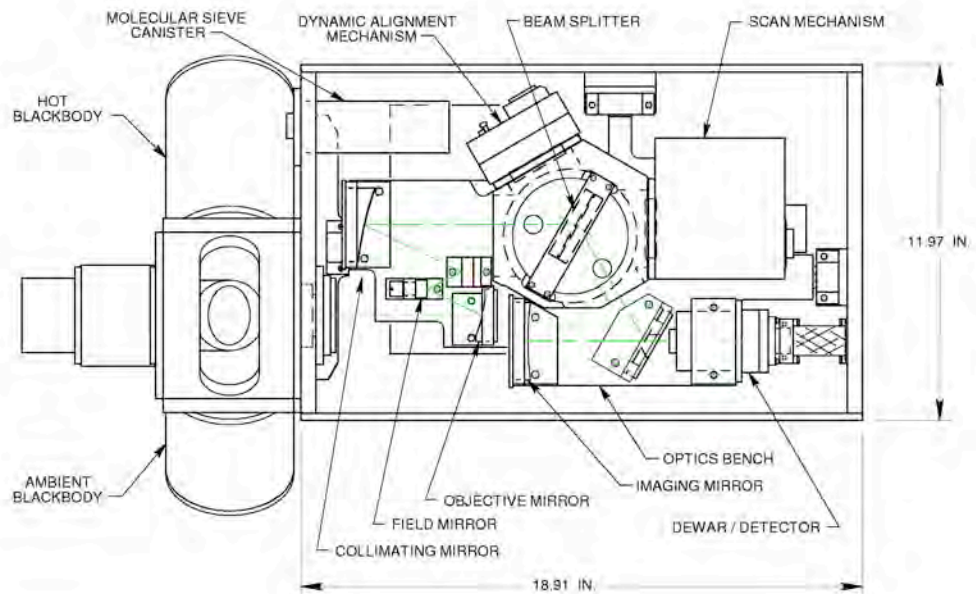 MOLECULAR SIEVE
CANISTER
DYNAMIC ALIGNMENT
MECHANISM
BEAM SPLITTER
SCAN MECHANISM
HOT
BLACKBODY
11.97 IN.
AMBIENT
BLACKBODY
OPTICS BENCH
IMAGING MIRROR
OBJECTIVE MIRROR
FIELD MIRROR
DEWAR / DETECTOR
COLLIMATING MIRROR
18.91 IN.